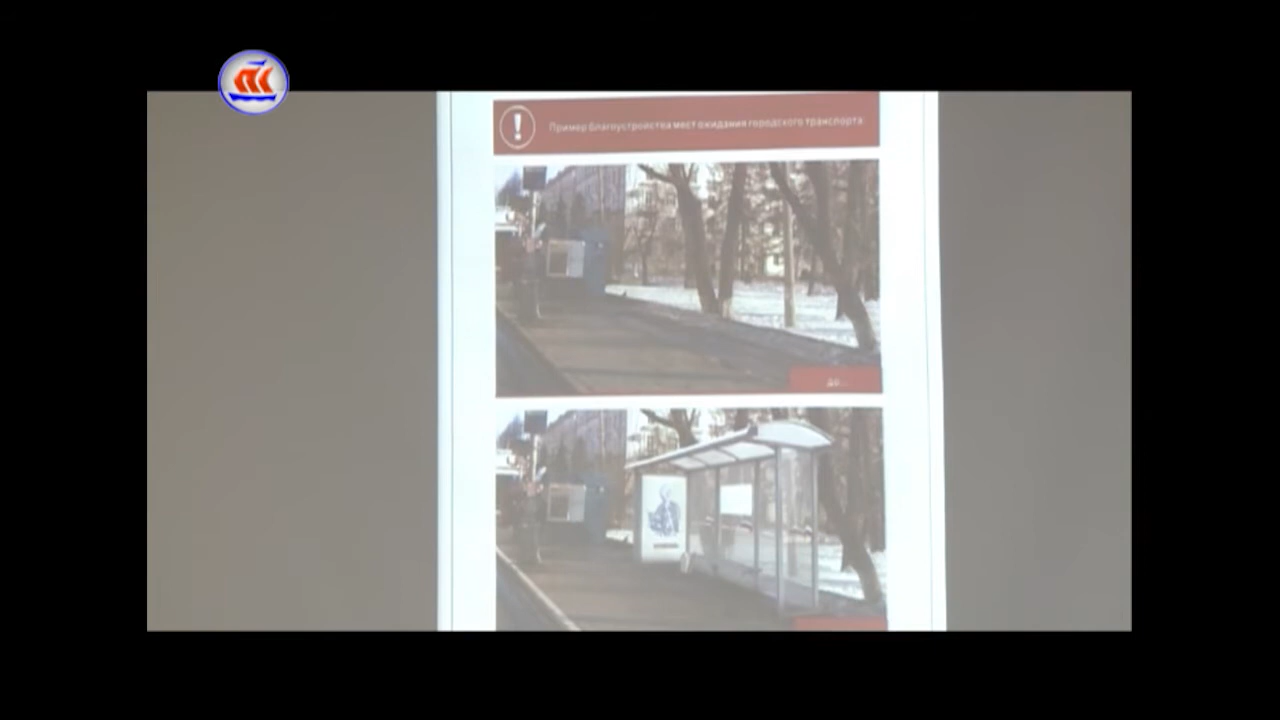 Пример благоустройства мест ожидания городского транспорта
до...